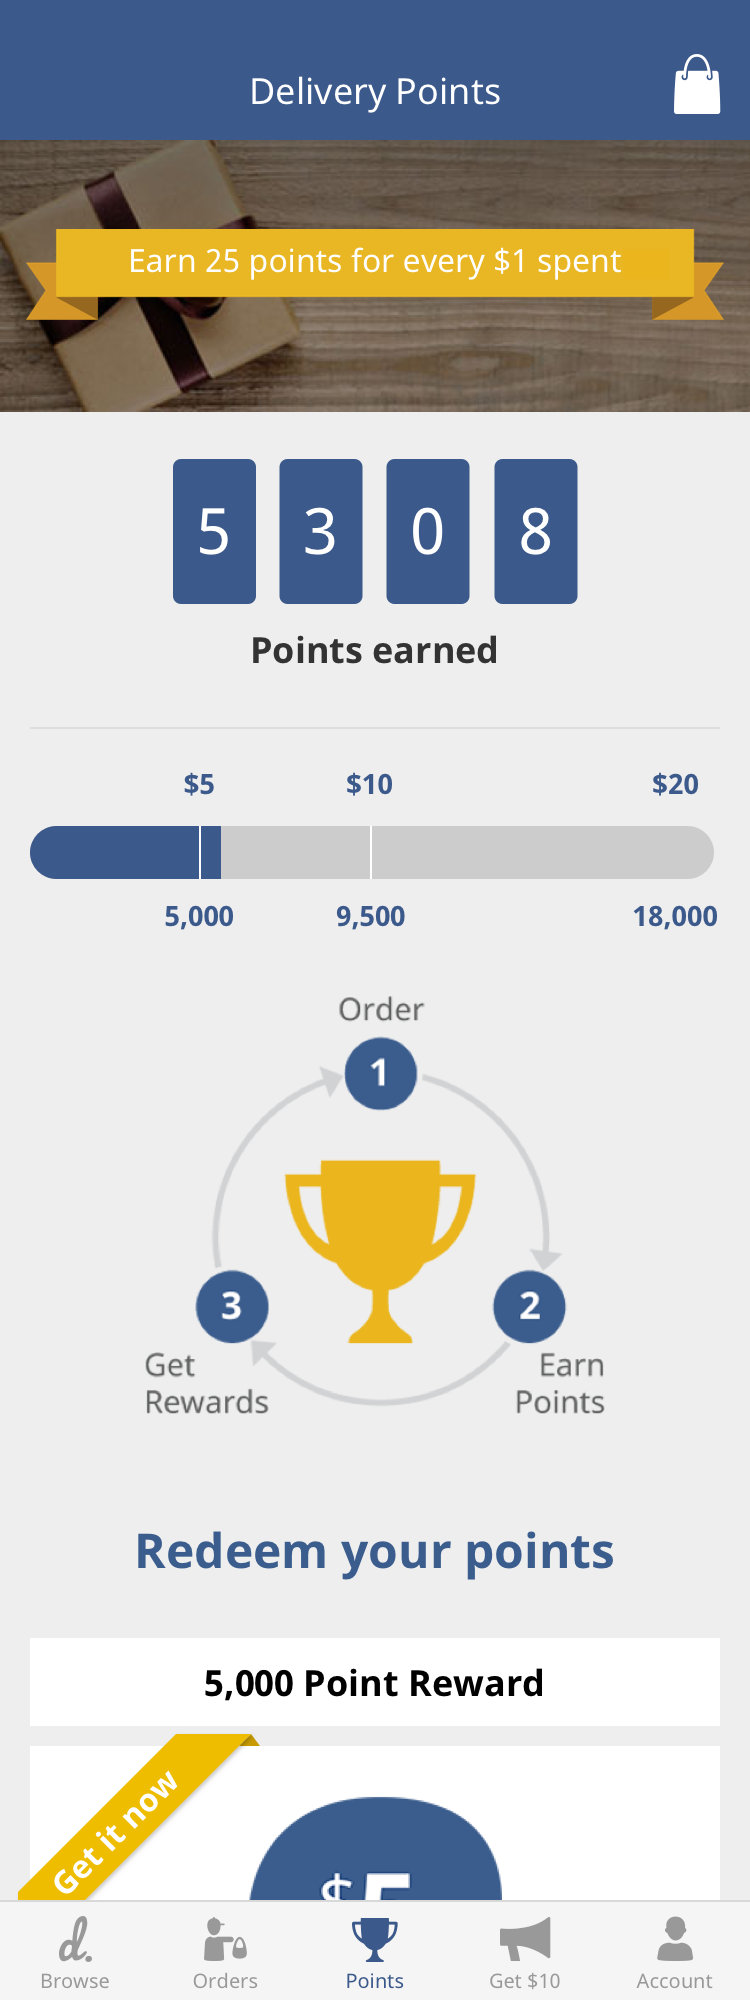 Delivery Points
Earn 25 points for every $1 spent
5 3 0 8
Points earned
$5 $10 $20
5,000 9,500 18,000
Order
1
3 2
Get Earn
Rewards Points
Redeem your points
5,000 Point Reward
Get it now
$5
d.
Browse Orders Points Get $10 Account